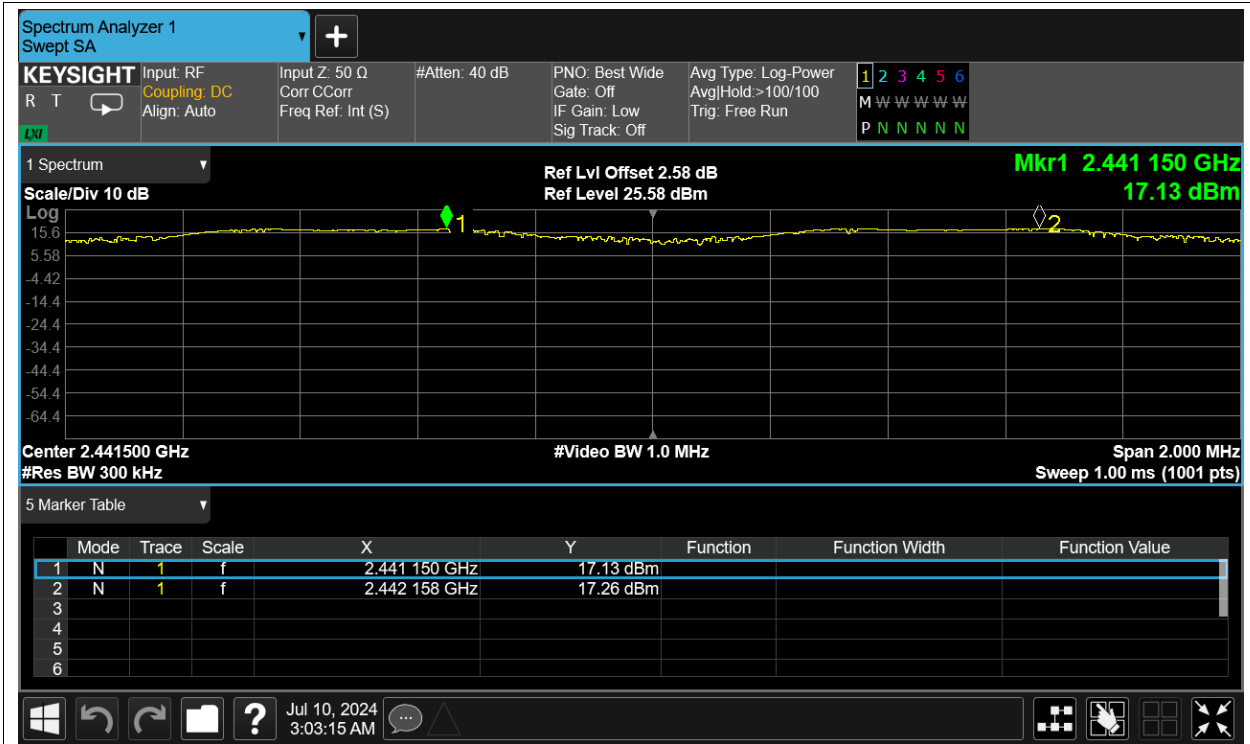 Spectrum Analyzer 1
Swept SA
+
KEYSIGHT
R T
LXI
Input: RF
Coupling: DC
Align: Auto
Input Z: 50 Ω
Corr CCorr
Freq Ref: Int (S)
#Atten: 40 dB
PNO: Best Wide
Gate: Off
IF Gain: Low
Sig Track: Off
Avg Type: Log-Power
Avg|Hold:>100/100
Trig: Free Run
1 2 3 4 5 6
M W W W W W
P N N N N N
1 Spectrum
Scale/Div 10 dB
Ref Lvl Offset 2.58 dB
Ref Level 25.58 dBm
Mkr1 2.441 150 GHz
17.13 dBm
Log
1
2
15.6
5.58
-4.42
-14.4
-24.4
-34.4
-44.4
-54.4
-64.4
Center 2.441500 GHz
#Video BW 1.0 MHz
Span 2.000 MHz
#Res BW 300 kHz
Sweep 1.00 ms (1001 pts)
5 Marker Table
Mode Trace Scale X Y Function Function Width Function Value
1 N 1 f 2.441 150 GHz 17.13 dBm
2 N 1 f 2.442 158 GHz 17.26 dBm
3
4
5
6
?
Jul 10, 2024
3:03:15 AM